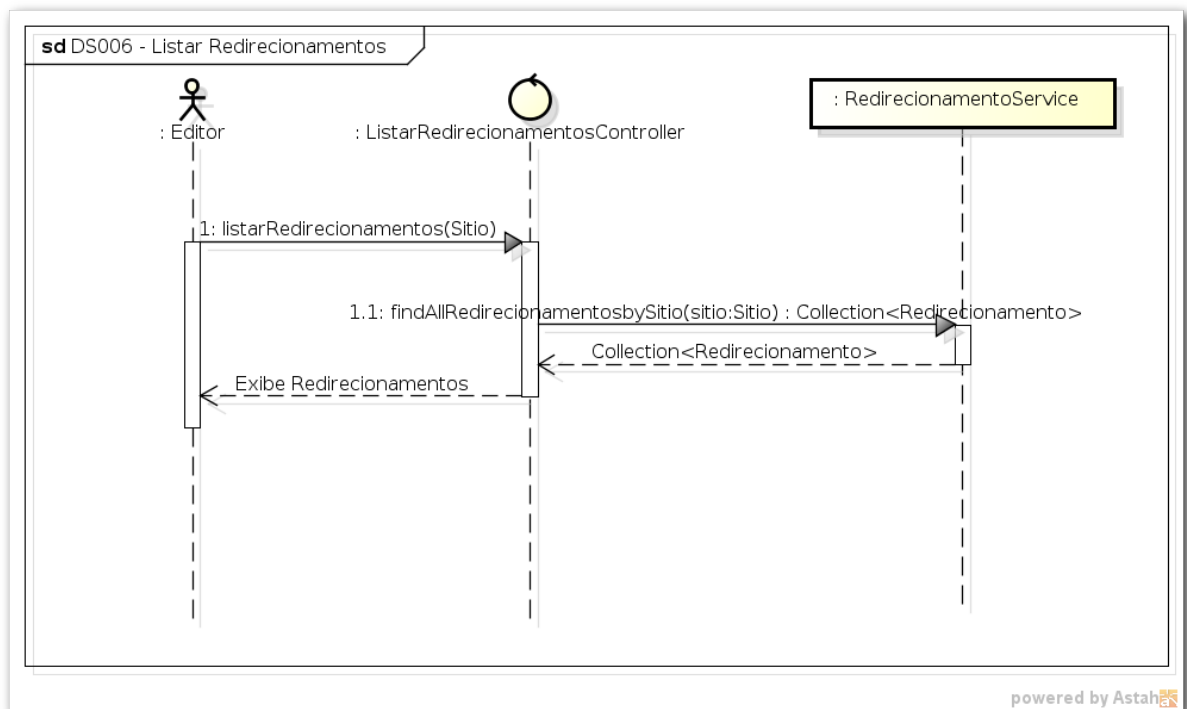 sd DS006 - Listar Redirecionamentos
: Editor
: ListarRedirecionamentosController
: RedirecionamentoService
1: listarRedirecionamentos(Sitio)
1.1: findAllRedirecionamentosbySitio(sitio:Sitio) : Collection<Redirecionamento>
Collection<Redirecionamento>
Exibe Redirecionamentos
powered by Astah